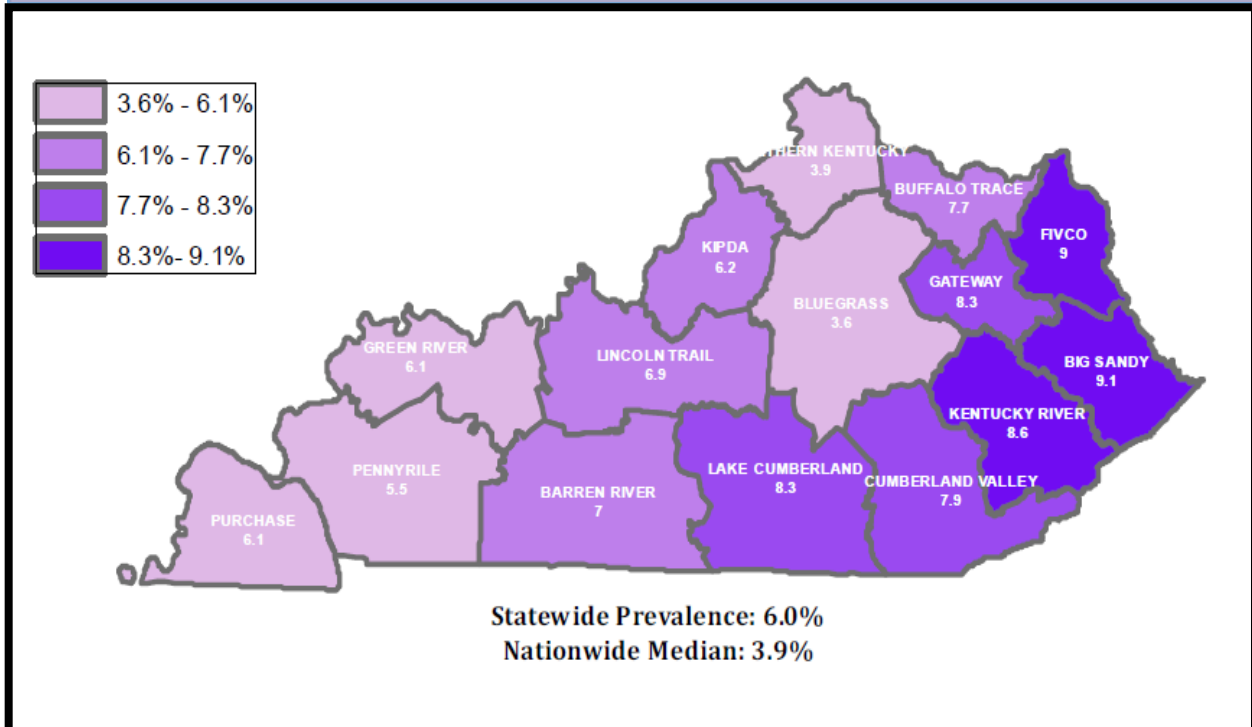 3.6% - 6.1%
6.1% - 7.7%
7.7% - 8.3%
8.3%- 9.1%
THERN KENTUCKY
3.9
BUFFALO TRACE
7.7
FIVCO
9
KIPDA
6.2
GATEWAY
8.3
BLUEGRASS
3.6
GREEN RIVER
6.1
LINCOLN TRAIL
6.9
BIG SANDY
9.1
KENTUCKY RIVER
8.6
PENNYRILE
5.5
BARREN RIVER
7
LAKE CUMBERLAND
8.3
CUMBERLAND VALLEY
7.9
PURCHASE
6.1
Statewide Prevalence: 6.0%
Nationwide Median: 3.9%